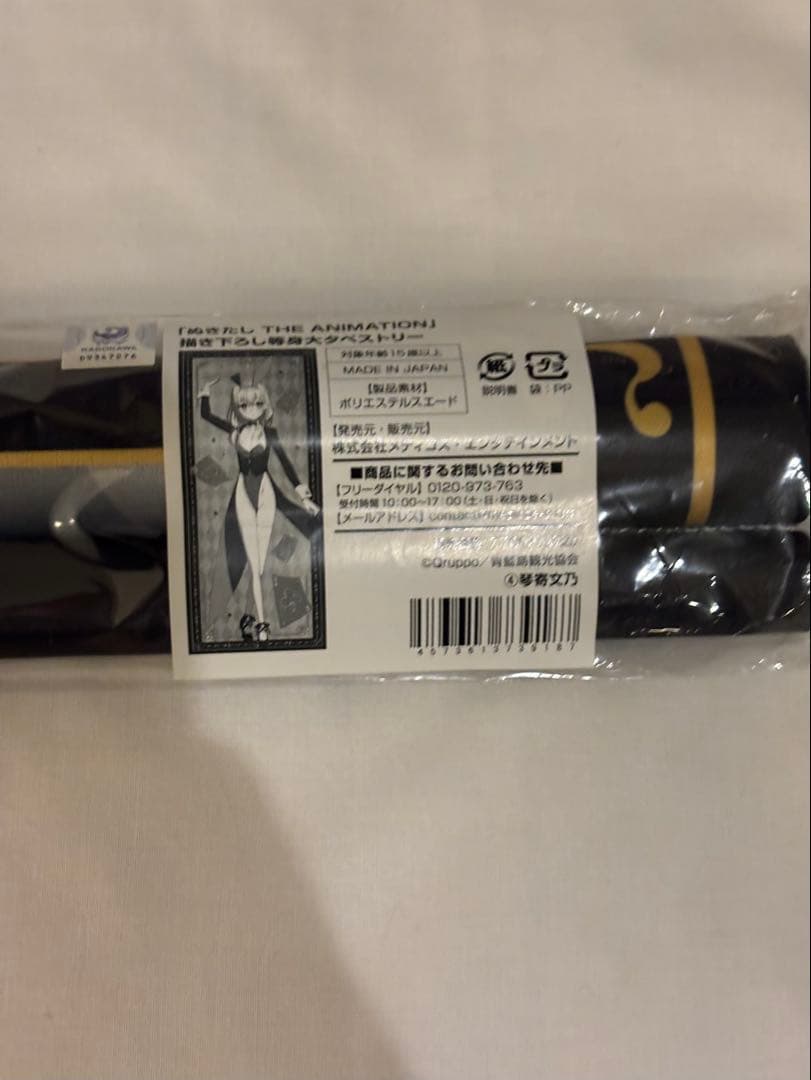 KADOKAWA
「ぬきたし THE ANIMATION」
描き下ろし等身大タペストリー
対象年齢15歳以上
MADE IN JAPAN
【製品素材】
ポリエステルスエード
紙
プラ
説明書 袋：PP
【発売元・販売元】
株式会社メディコス・エンタテインメント
■商品に関するお問い合わせ先■
【フリーダイヤル】0120-973-763
受付時間 10:00～17:00（土・日・祝日を除く）
【メールアドレス】
©Qruppo／青藍島観光協会
④琴寄文乃
4573613739187